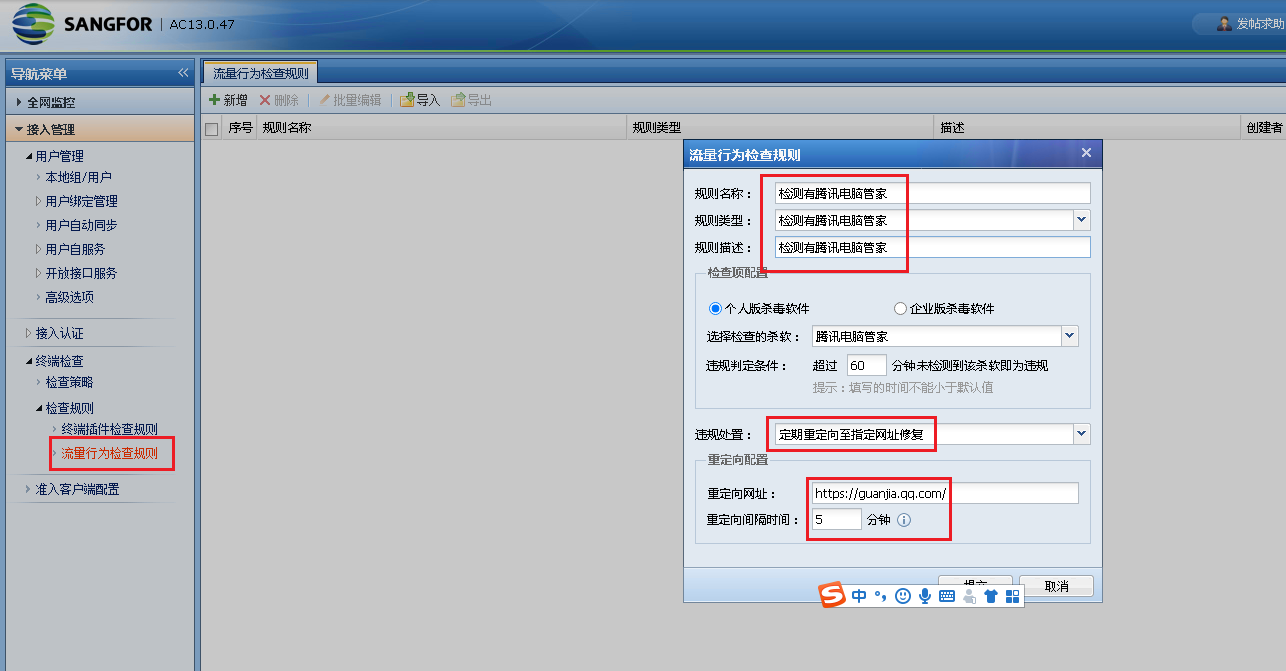 SANGFOR | AC13.0.47
发帖求助
导航菜单
全网监控
接入管理
用户管理
本地组/用户
用户绑定管理
用户自动同步
用户自服务
开放接口服务
高级选项
接入认证
终端检查
检查策略
检查规则
终端插件检查规则
流量行为检查规则
准入客户端配置
流量行为检查规则
新增 删除 批量编辑 导入 导出
序号 规则名称 规则类型 描述 创建者
流量行为检查规则
规则名称： 检测有腾讯电脑管家
规则类型： 检测有腾讯电脑管家
规则描述： 检测有腾讯电脑管家
检查项配置
个人版杀毒软件 企业版杀毒软件
选择检查的杀软： 腾讯电脑管家
违规判定条件： 超过 60 分钟未检测到该杀软即为违规
提示：填写的时间不能小于默认值
违规处置： 定期重定向至指定网址修复
重定向配置
重定向网址： https://guanjia.qq.com/
重定向间隔时间： 5 分钟
提交 取消
中